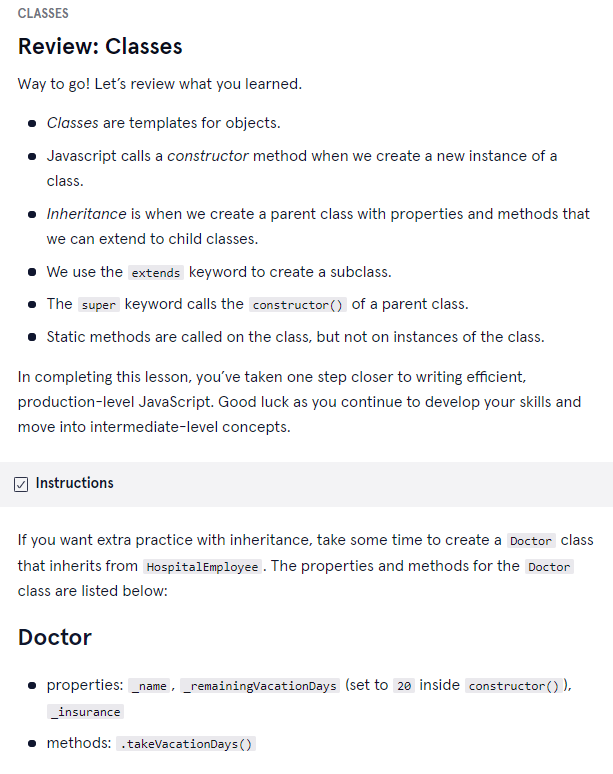 CLASSES
Review: Classes
Way to go! Let's review what you learned.
Classes are templates for objects.
Javascript calls a constructor method when we create a new instance of a
class.
Inheritance is when we create a parent class with properties and methods that
we can extend to child classes.
We use the extends keyword to create a subclass.
The super keyword calls the constructor() of a parent class.
Static methods are called on the class, but not on instances of the class.
In completing this lesson, you've taken one step closer to writing efficient,
production-level JavaScript. Good luck as you continue to develop your skills and
move into intermediate-level concepts.
Instructions
If you want extra practice with inheritance, take some time to create a Doctor class
that inherits from HospitalEmployee. The properties and methods for the Doctor
class are listed below:
Doctor
properties: _name, _remainingVacationDays (set to 20 inside constructor()),
_insurance
methods: .takeVacationDays()